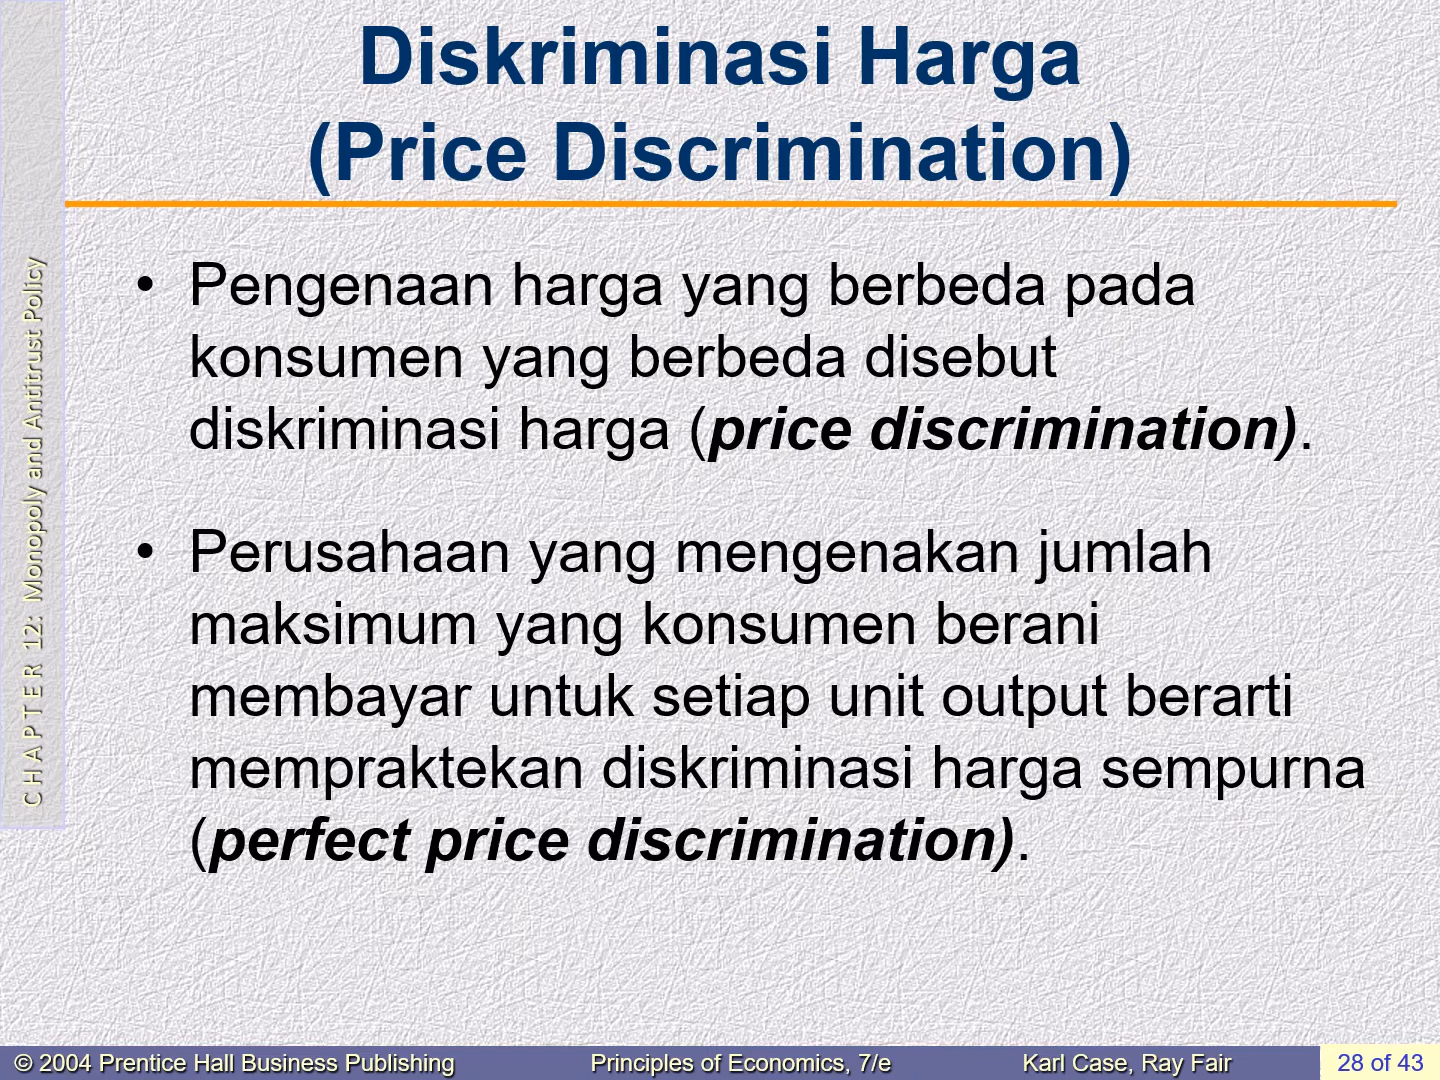 Diskriminasi Harga
(Price Discrimination)
• Pengenaan harga yang berbeda pada
konsumen yang berbeda disebut
diskriminasi harga (price discrimination).
• Perusahaan yang mengenakan jumlah
maksimum yang konsumen berani
membayar untuk setiap unit output berarti
mempraktekan diskriminasi harga sempurna
(perfect price discrimination).
CHAPTER 12: Monopoly and Antitrust Policy
© 2004 Prentice Hall Business Publishing Principles of Economics, 7/e Karl Case, Ray Fair 28 of 43